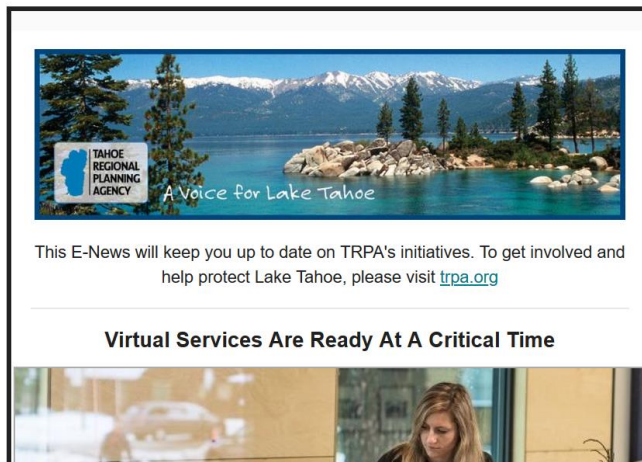 TAHOE
REGIONAL
PLANNING
AGENCY
A Voice for Lake Tahoe
This E-News will keep you up to date on TRPA's initiatives. To get involved and
help protect Lake Tahoe, please visit trpa.org
Virtual Services Are Ready At A Critical Time